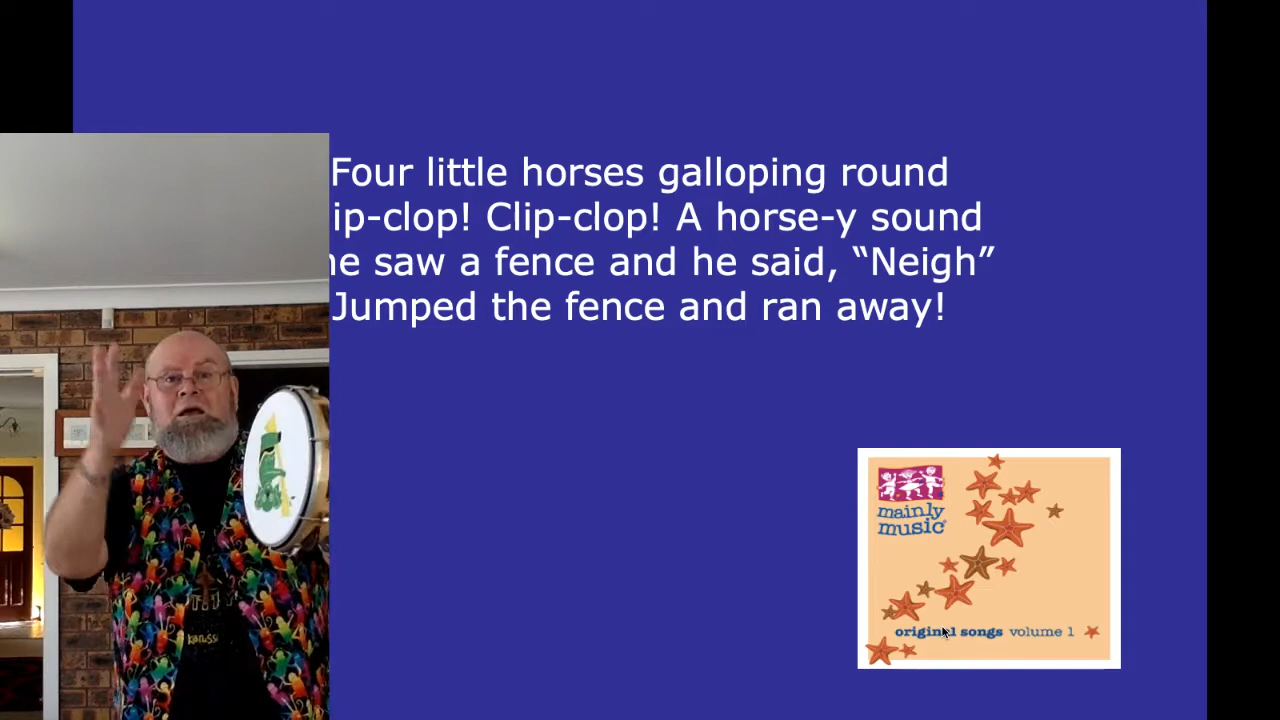 Four little horses galloping round
ip-clop! Clip-clop! A horse-y sound
he saw a fence and he said, “Neigh”
Jumped the fence and ran away!
mainly
music
original songs volume 1